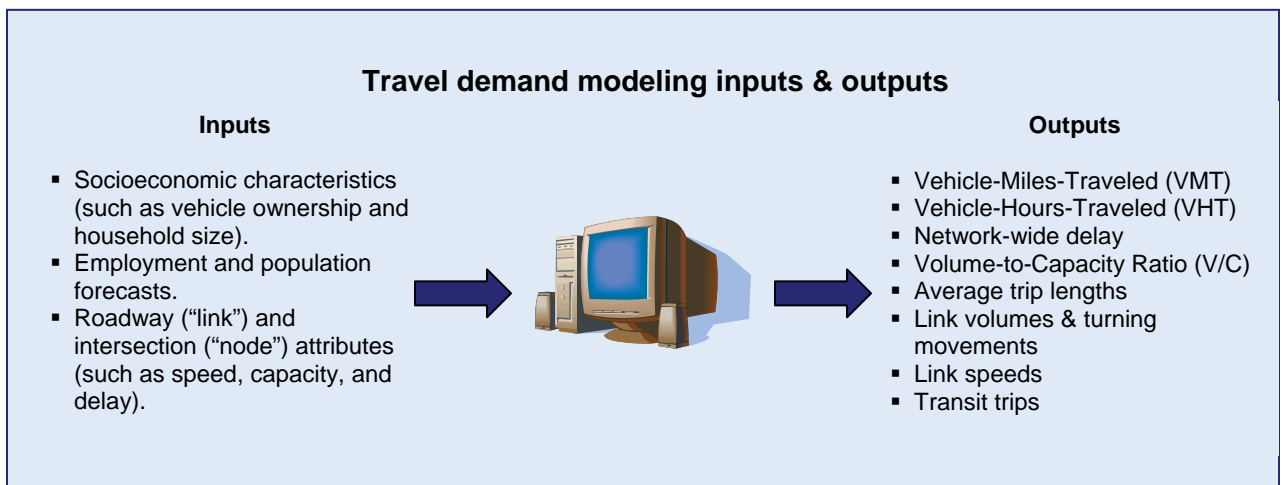 Travel demand modeling inputs & outputs
Inputs
▪ Socioeconomic characteristics
(such as vehicle ownership and
household size).
▪ Employment and population
forecasts.
▪ Roadway (“link”) and
intersection (“node”) attributes
(such as speed, capacity, and
delay).
Outputs
▪ Vehicle-Miles-Traveled (VMT)
▪ Vehicle-Hours-Traveled (VHT)
▪ Network-wide delay
▪ Volume-to-Capacity Ratio (V/C)
▪ Average trip lengths
▪ Link volumes & turning
movements
▪ Link speeds
▪ Transit trips